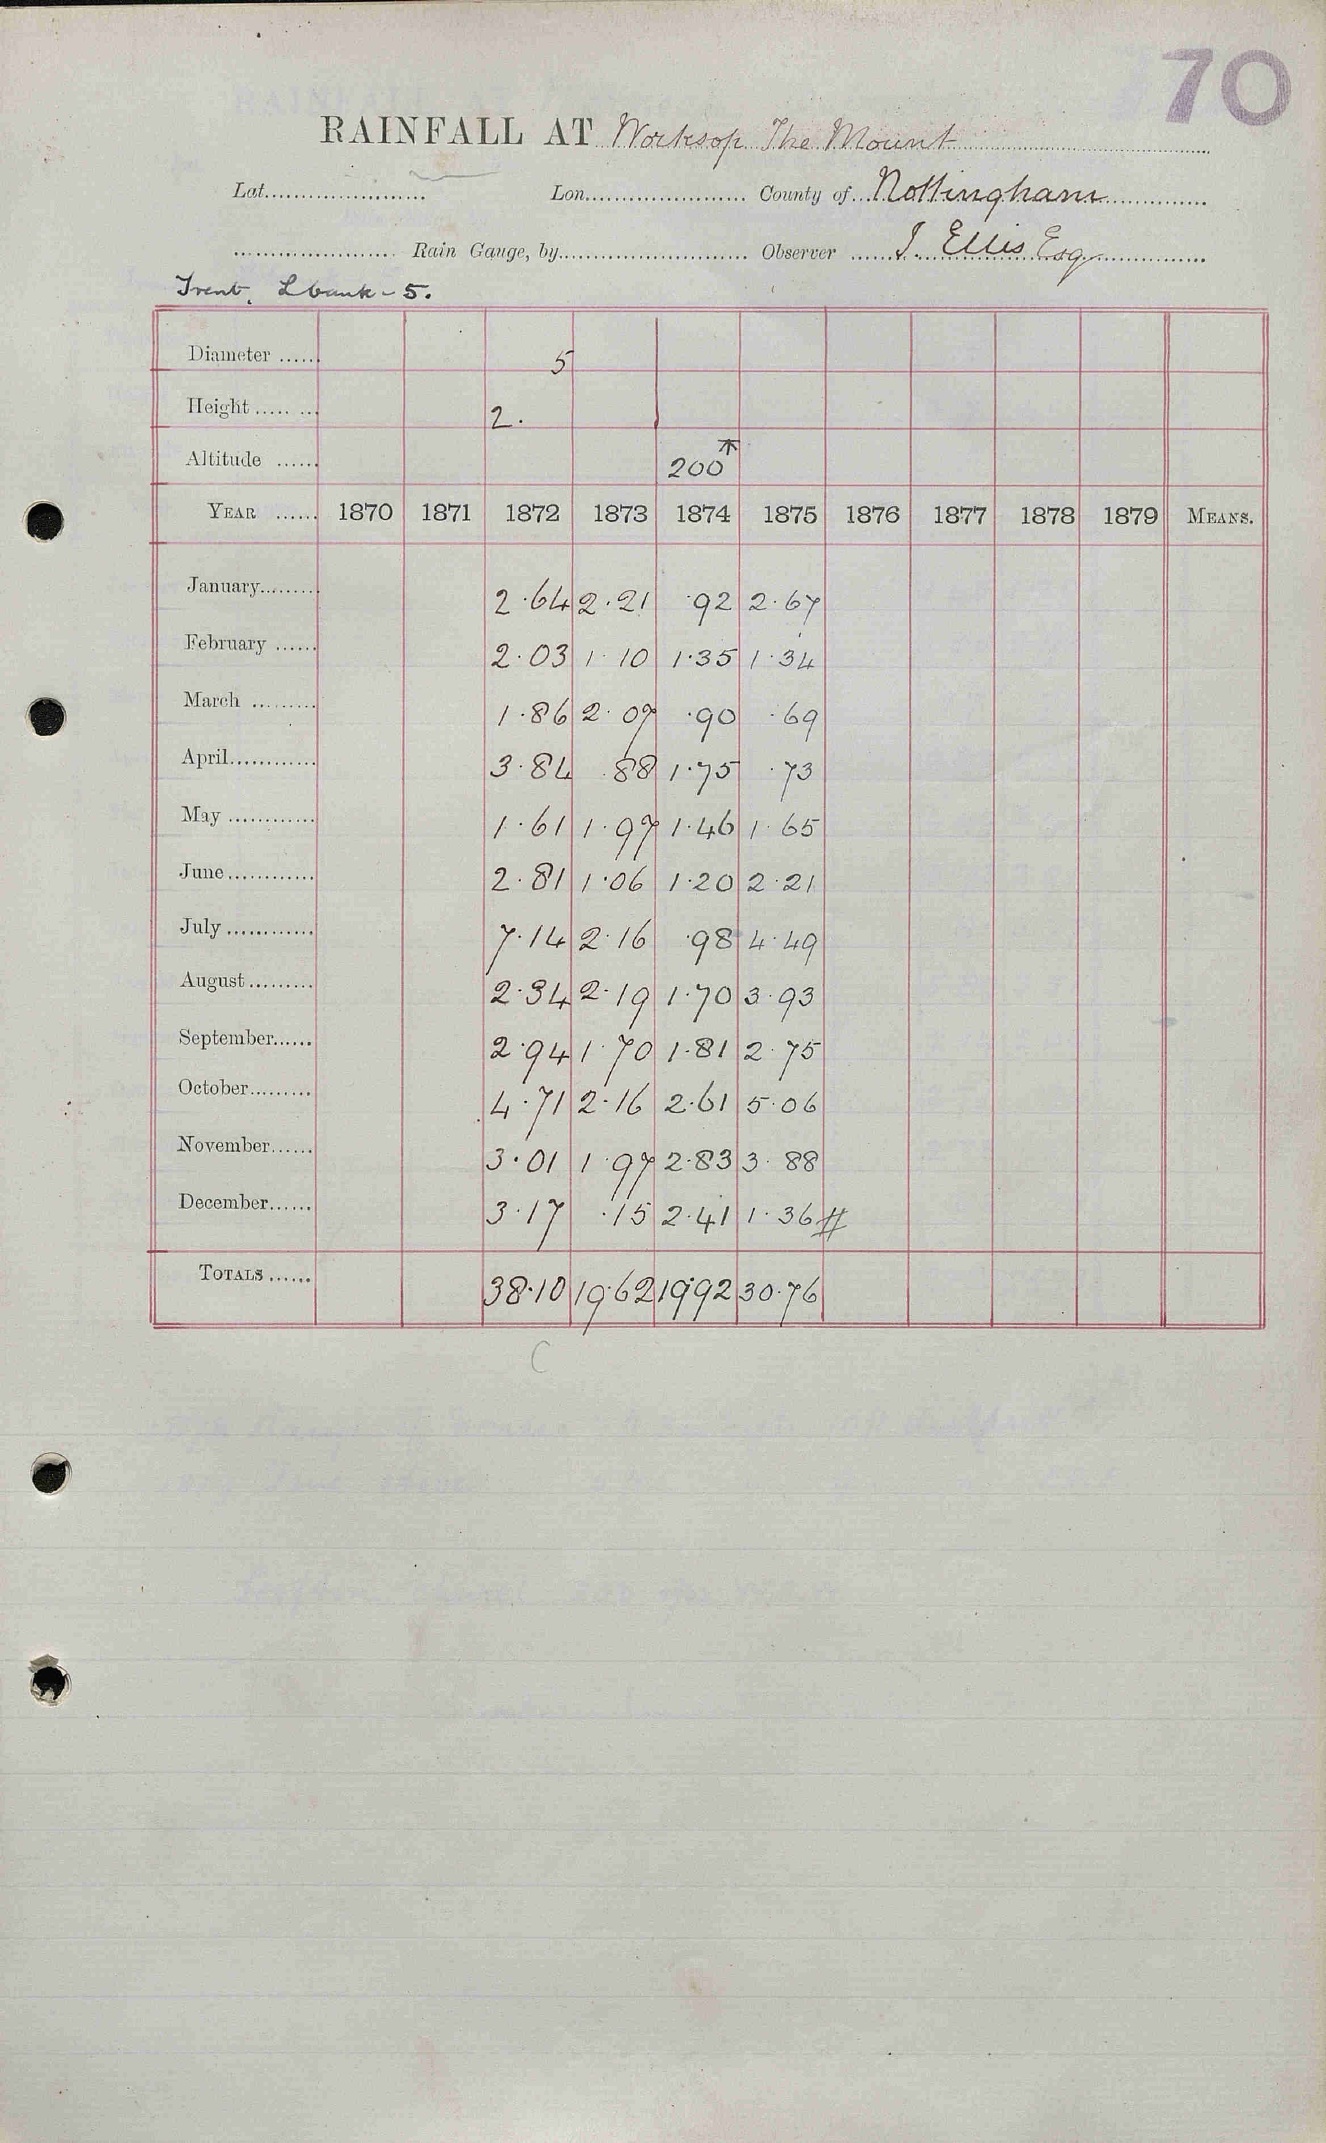 70
RAINFALL AT Worksop The Mount
Lat. Lon. County of Nottingham
Rain Gauge, by Observer J. Ellis Esq
Trent, L bank - 5.
Diameter ...... 5
Height ...... 2.
Altitude ...... 200
YEAR ...... 1870 1871 1872 1873 1874 1875 1876 1877 1878 1879 MEANS.
January...... 2.64 2.21 .92 2.67
February ...... 2.03 1.10 1.35 1.34
March ...... 1.86 2.07 .90 .69
April...... 3.84 .88 1.75 .73
May ...... 1.61 1.97 1.46 1.65
June...... 2.81 1.06 1.20 2.21
July ...... 7.14 2.16 .98 4.49
August...... 2.34 2.19 1.70 3.93
September...... 2.94 1.70 1.81 2.75
October...... 4.71 2.16 2.61 5.06
November...... 3.01 1.97 2.83 3.88
December...... 3.17 .15 2.41 1.36 #
TOTALS ...... 38.10 19.62 19.92 30.76
C